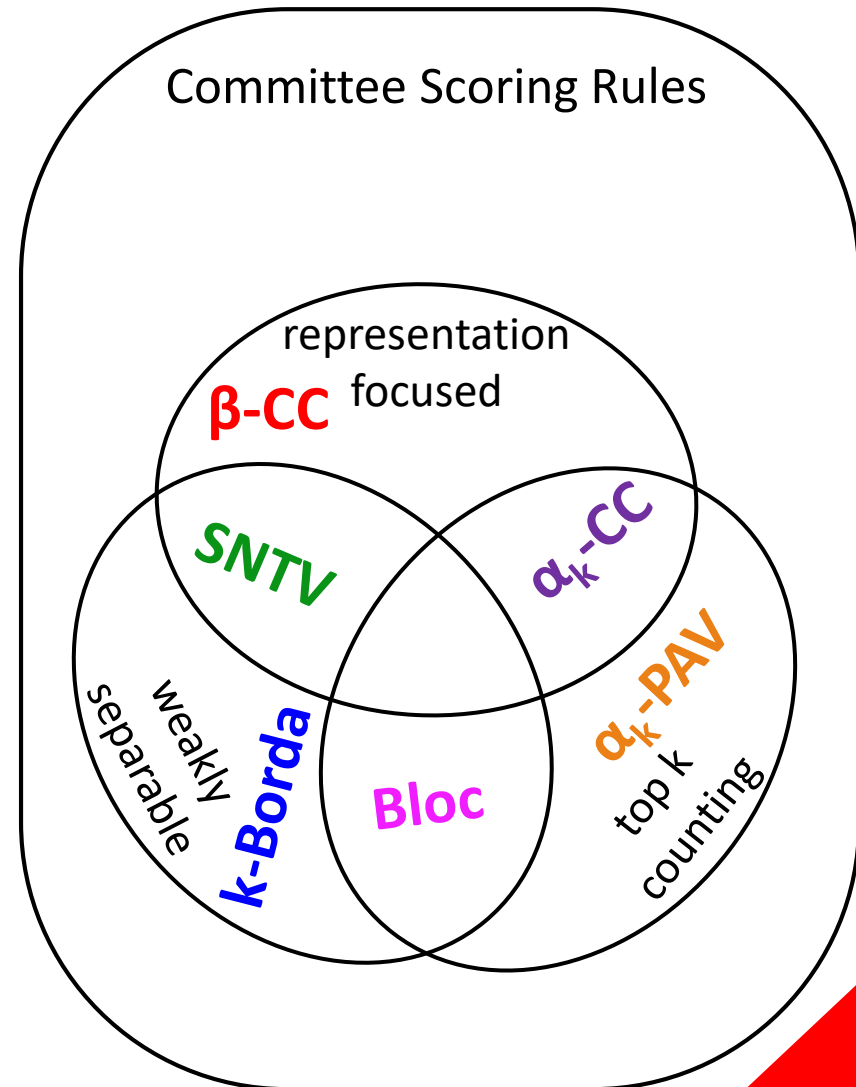 Committee Scoring Rules
representation
focused
β-CC
SNTV
αk-CC
αk-PAV
weakly
separable
k-Borda
Bloc
top k
counting